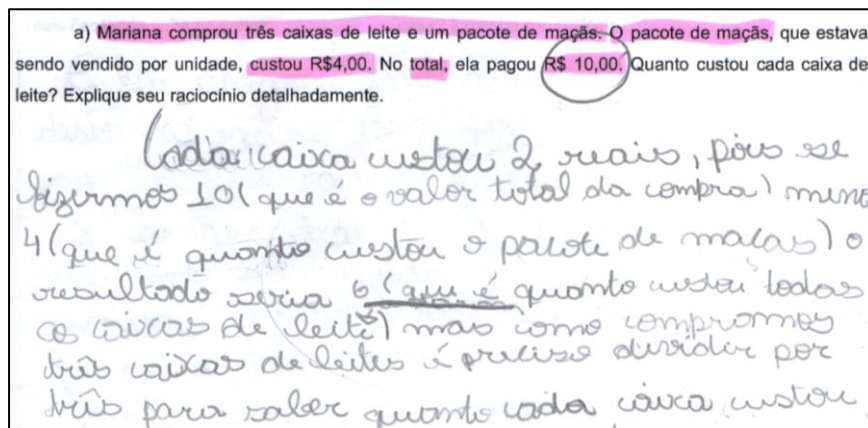 a) Mariana comprou três caixas de leite e um pacote de maçãs. O pacote de maçãs, que estava
sendo vendido por unidade, custou R$4,00. No total, ela pagou R$ 10,00. Quanto custou cada caixa de
leite? Explique seu raciocínio detalhadamente.
Cada caixa custou 2 reais, pois se
fizermos 10 (que é o valor total da compra) menos
4 (que é quanto custou o pacote de macas) o
resultado seria 6 (que é quanto custou todas
as caixas de leite) mas como compramos
três caixas de leites é preciso dividir por
três para saber quanto cada caixa custou